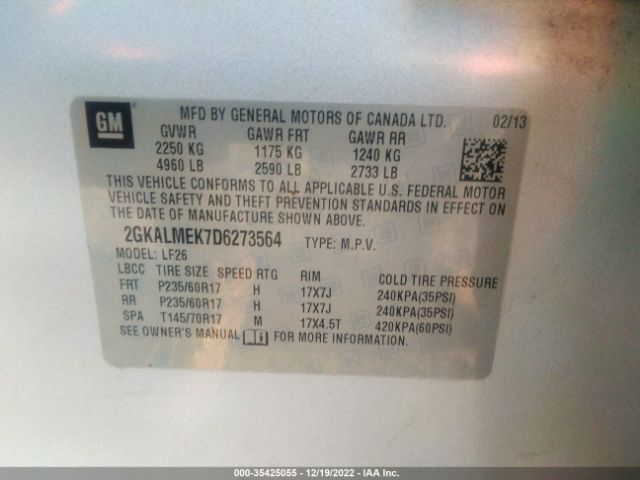 GM
MFD BY GENERAL MOTORS OF CANADA LTD. 02/13
GVWR GAWR FRT GAWR RR
2250 KG 1175 KG 1240 KG
4960 LB 2590 LB 2733 LB
THIS VEHICLE CONFORMS TO ALL APPLICABLE U.S. FEDERAL MOTOR
VEHICLE SAFETY AND THEFT PREVENTION STANDARDS IN EFFECT ON
THE DATE OF MANUFACTURE SHOWN ABOVE.
2GKALMEK7D6273564 TYPE: M.P.V.
MODEL: LF26
LBCC TIRE SIZE SPEED RTG RIM COLD TIRE PRESSURE
FRT P235/60R17 H 17X7J 240KPA(35PSI)
RR P235/60R17 H 17X7J 240KPA(35PSI)
SPA T145/70R17 M 17X4.5T 420KPA(60PSI)
SEE OWNER'S MANUAL FOR MORE INFORMATION.
000-35425055 - 12/19/2022 - IAA Inc.